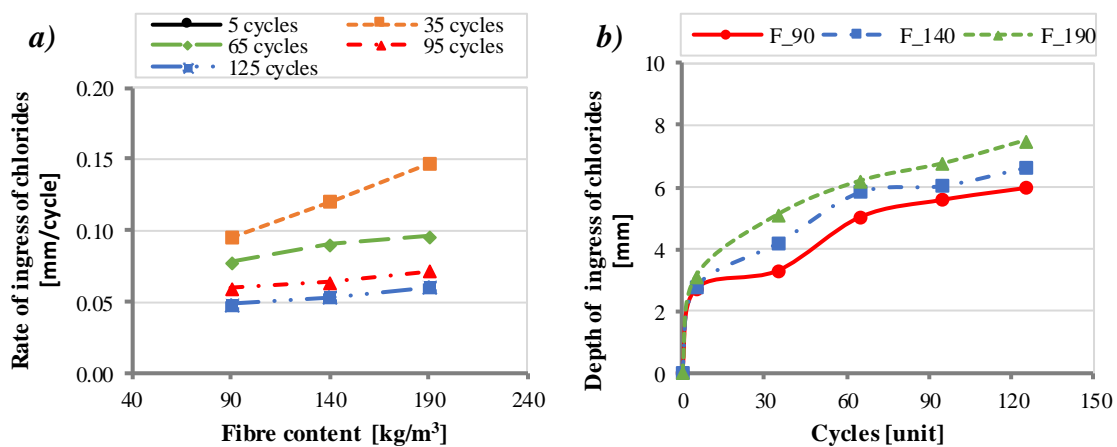 a)
5 cycles
35 cycles
65 cycles
95 cycles
125 cycles
Rate of ingress of chlorides
[mm/cycle]
0.20
0.15
0.10
0.05
0.00
40
90
140
190
240
Fibre content [kg/m³]
b)
F_90
F_140
F_190
Depth of ingress of chlorides
[mm]
10
8
6
4
2
0
0
30
60
90
120
150
Cycles [unit]